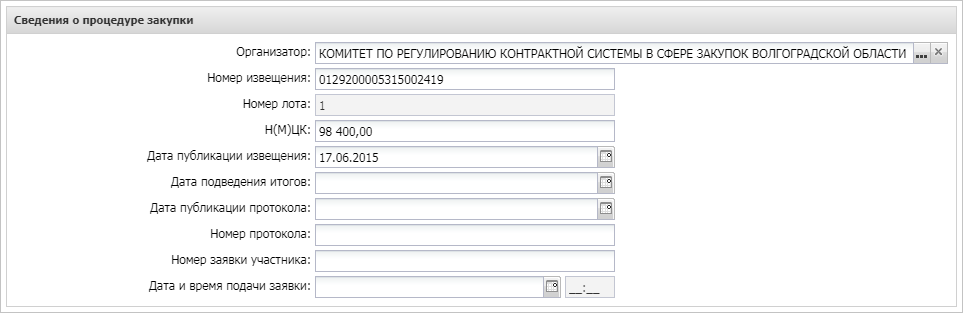 Сведения о процедуре закупки
Организатор: КОМИТЕТ ПО РЕГУЛИРОВАНИЮ КОНТРАКТНОЙ СИСТЕМЫ В СФЕРЕ ЗАКУПОК ВОЛГОГРАДСКОЙ ОБЛАСТИ ... ×
Номер извещения: 0129200005315002419
Номер лота: 1
Н(М)ЦК: 98 400,00
Дата публикации извещения: 17.06.2015
Дата подведения итогов:
Дата публикации протокола:
Номер протокола:
Номер заявки участника:
Дата и время подачи заявки: __:__